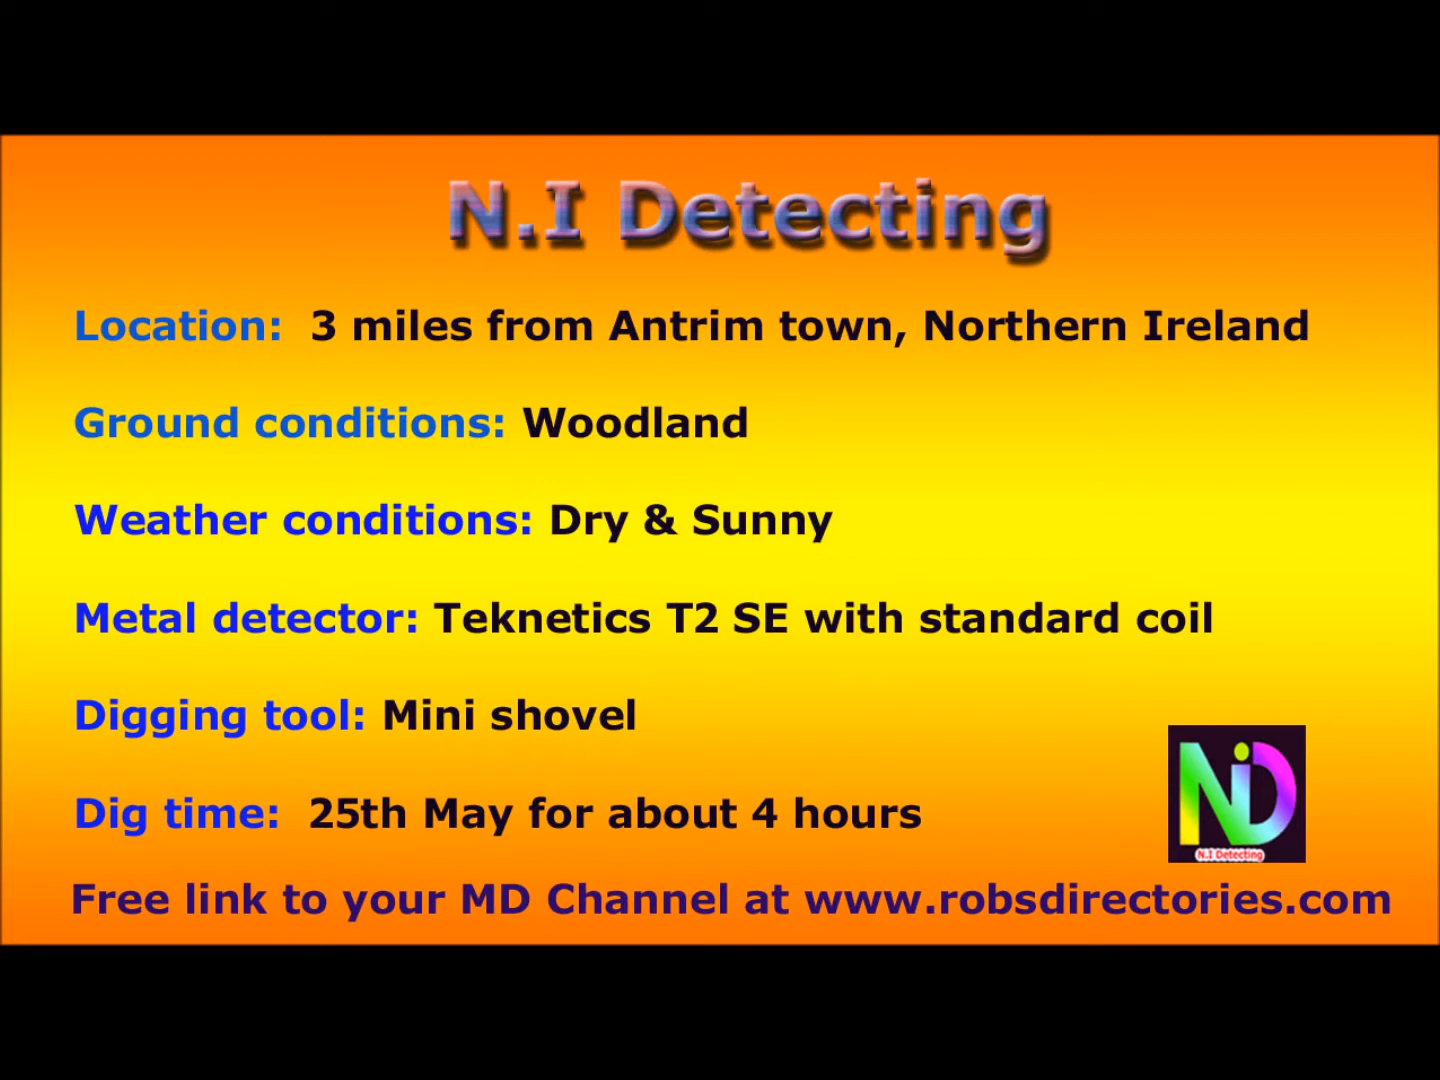 N.I Detecting
Location: 3 miles from Antrim town, Northern Ireland
Ground conditions: Woodland
Weather conditions: Dry & Sunny
Metal detector: Teknetics T2 SE with standard coil
Digging tool: Mini shovel
Dig time: 25th May for about 4 hours
NiD
N.I Detecting
Free link to your MD Channel at www.robsdirectories.com